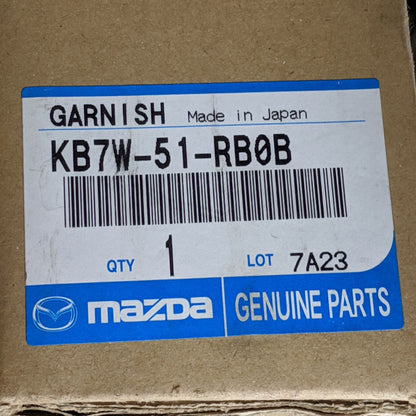 GARNISH Made in Japan
KB7W-51-RB0B
QTY 1 LOT 7A23
mazda GENUINE PARTS